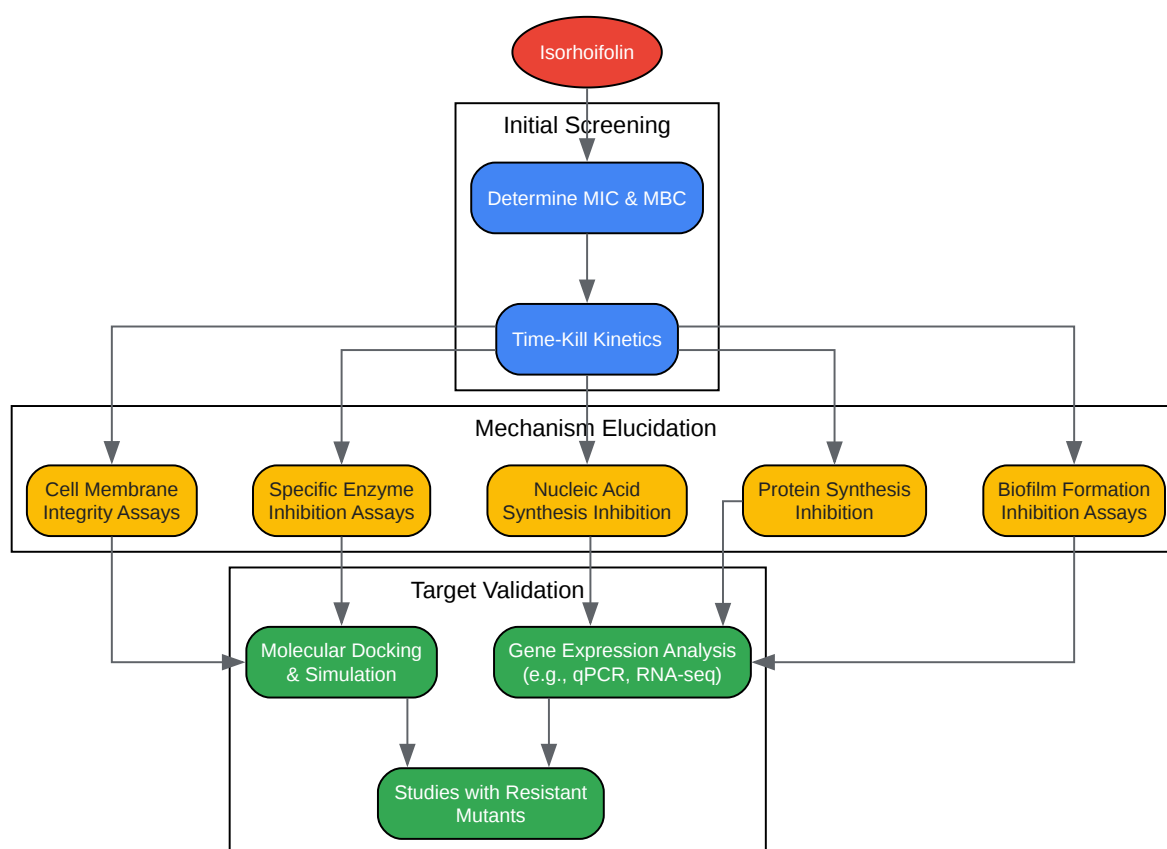 Isorhoifolin
Initial Screening
Determine MIC & MBC
Time-Kill Kinetics
Mechanism Elucidation
Cell Membrane
Integrity Assays
Specific Enzyme
Inhibition Assays
Nucleic Acid
Synthesis Inhibition
Protein Synthesis
Inhibition
Biofilm Formation
Inhibition Assays
Target Validation
Molecular Docking
& Simulation
Gene Expression Analysis
(e.g., qPCR, RNA-seq)
Studies with Resistant
Mutants